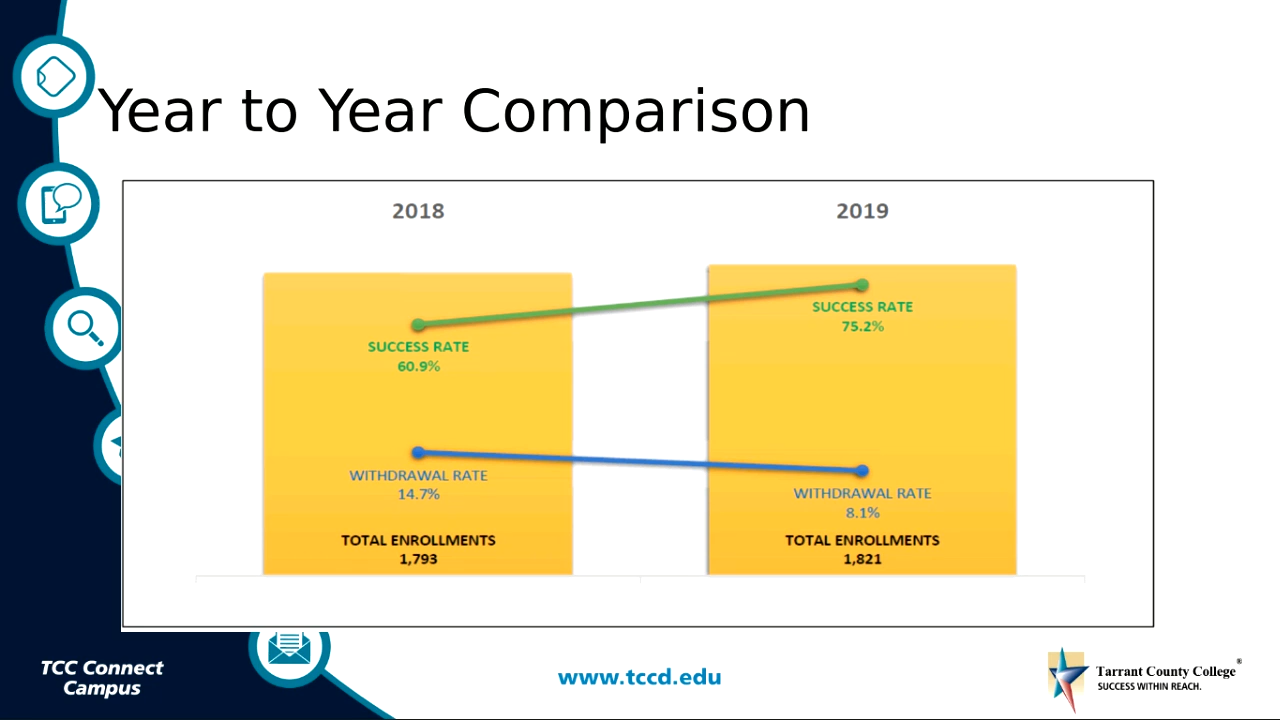 Year to Year Comparison
2018
2019
SUCCESS RATE
60.9%
SUCCESS RATE
75.2%
WITHDRAWAL RATE
14.7%
WITHDRAWAL RATE
8.1%
TOTAL ENROLLMENTS
1,793
TOTAL ENROLLMENTS
1,821
TCC Connect
Campus
www.tccd.edu
Tarrant County College®
SUCCESS WITHIN REACH.